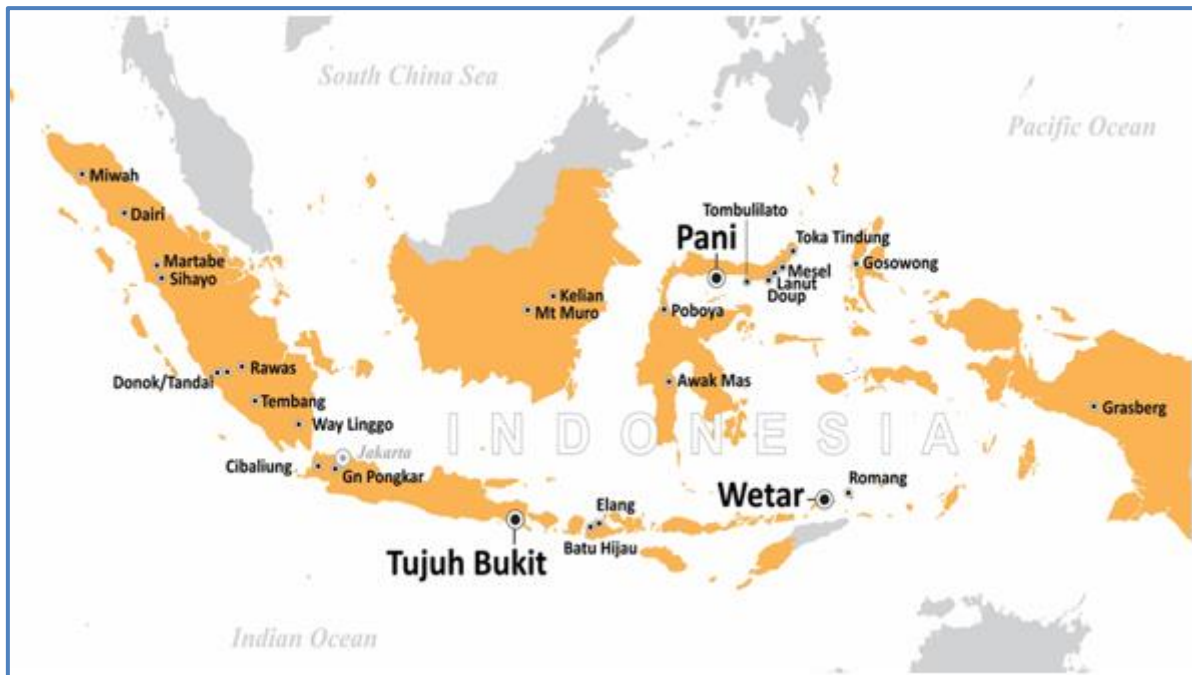 South China Sea
Pacific Ocean
Miwah
Dairi
Tombulilato
Pani
Toka Tindung
Martabe
Sihayo
Mesel
Gosowong
Lanut
Doup
Kelian
Mt Muro
Poboya
Rawas
Donok/Tandai
Awak Mas
Tembang
Grasberg
Way Linggo
INDONESIA
Jakarta
Cibaliung
Gn Pongkar
Romang
Wetar
Elang
Batu Hijau
Tujuh Bukit
Indian Ocean